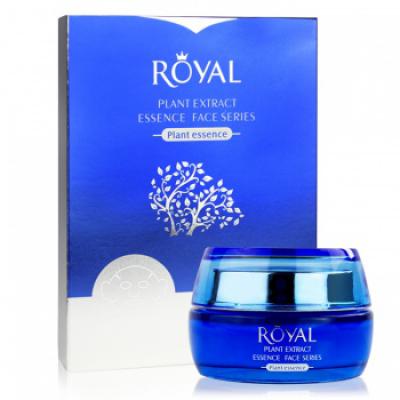 ROYAL
PLANT EXTRACT
ESSENCE FACE SERIES
Plant essence
ROYAL
PLANT EXTRACT
ESSENCE FACE SERIES
Plant essence